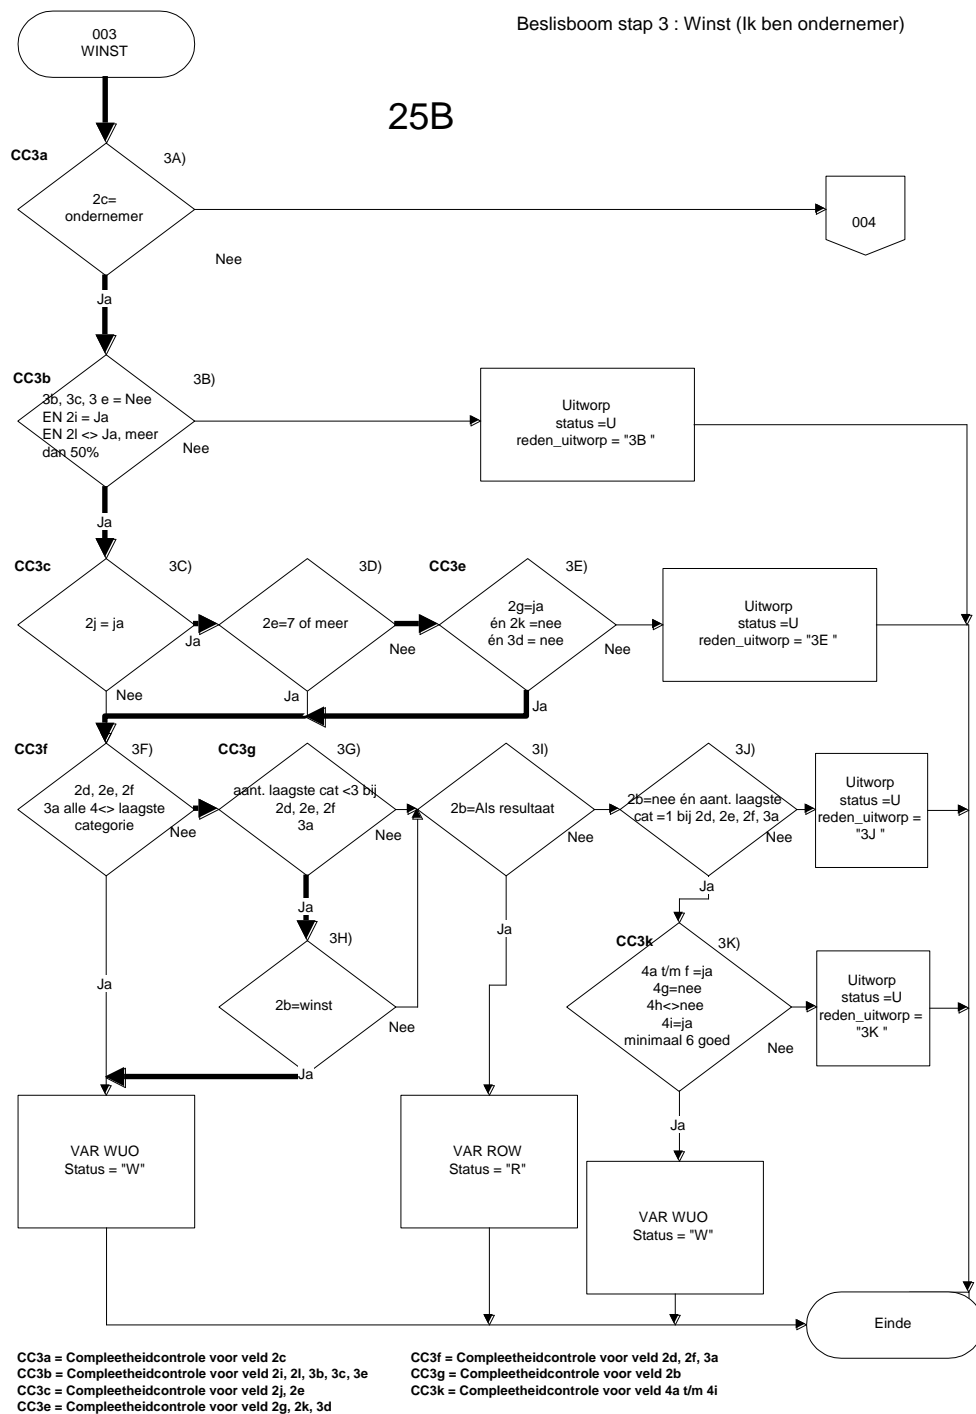 Beslisboom stap 3 : Winst (Ik ben ondernemer)
003
WINST
25B
CC3a
3A)
2c=
ondernemer
004
Nee
Ja
CC3b
3B)
3b, 3c, 3 e = Nee
EN 2i = Ja
EN 2l <> Ja, meer
dan 50%
Nee
Uitworp
status =U
reden_uitworp = "3B "
Ja
CC3c
3C)
2j = ja
Ja
Nee
3D)
2e=7 of meer
Nee
Ja
CC3e
3E)
2g=ja
én 2k =nee
én 3d = nee
Nee
Ja
Uitworp
status =U
reden_uitworp = "3E "
CC3f
3F)
2d, 2e, 2f
3a alle 4<> laagste
categorie
Nee
Ja
CC3g
3G)
aant. laagste cat <3 bij
2d, 2e, 2f
3a
Nee
Ja
3I)
2b=Als resultaat
Nee
Ja
3J)
2b=nee én aant. laagste
cat =1 bij 2d, 2e, 2f, 3a
Nee
Ja
Uitworp
status =U
reden_uitworp =
"3J "
3H)
2b=winst
Nee
Ja
CC3k
3K)
4a t/m f =ja
4g=nee
4h<>nee
4i=ja
minimaal 6 goed
Nee
Ja
Uitworp
status =U
reden_uitworp =
"3K "
VAR WUO
Status = "W"
VAR ROW
Status = "R"
VAR WUO
Status = "W"
Einde
CC3a = Compleetheidcontrole voor veld 2c
CC3b = Compleetheidcontrole voor veld 2i, 2l, 3b, 3c, 3e
CC3c = Compleetheidcontrole voor veld 2j, 2e
CC3e = Compleetheidcontrole voor veld 2g, 2k, 3d
CC3f = Compleetheidcontrole voor veld 2d, 2f, 3a
CC3g = Compleetheidcontrole voor veld 2b
CC3k = Compleetheidcontrole voor veld 4a t/m 4i